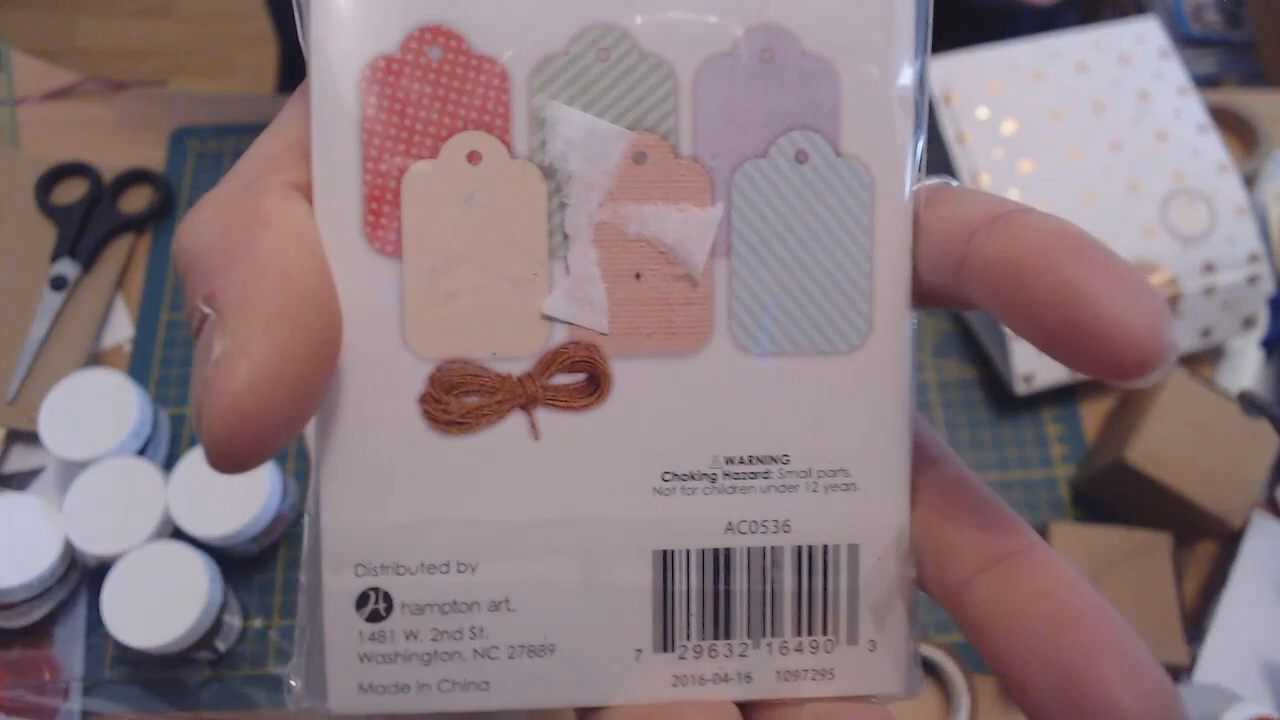 ⚠WARNING
Choking Hazard: Small parts.
Not for children under 12 years.
AC0536
Distributed by
hampton art.
1481 W. 2nd St.
Washington, NC 27889
Made in China
7 29632 16490 3
2016-04-16 1097295